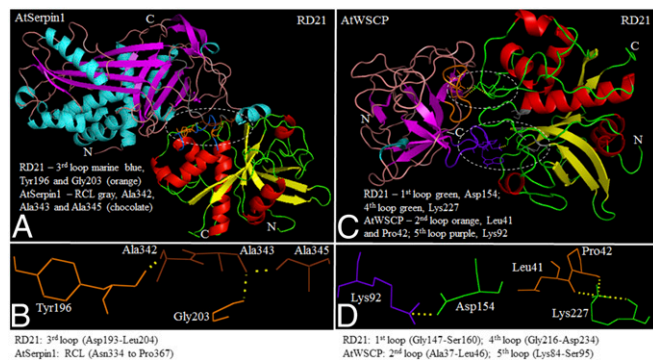 AtSerpin1
C
RD21
N
RD21 – 3rd loop marine blue,
Tyr196 and Gly203 (orange)
AtSerpin1 – RCL gray, Ala342,
Ala343 and Ala345 (chocolate)
A
C
N
AtWSCP
RD21
C
N
C
N
RD21 – 1st loop green, Asp154;
4th loop green, Lys227
AtWSCP – 2nd loop orange, Leu41
and Pro42; 5th loop purple, Lys92
C
Ala342
Ala343
Ala345
Tyr196
Gly203
B
Pro42
Leu41
Lys92
Asp154
Lys227
D
RD21: 3rd loop (Asp193-Leu204)
AtSerpin1: RCL (Asn334 to Pro367)
RD21: 1st loop (Gly147-Ser160); 4th loop (Gly216-Asp234)
AtWSCP: 2nd loop (Ala37-Leu46); 5th loop (Lys84-Ser95)